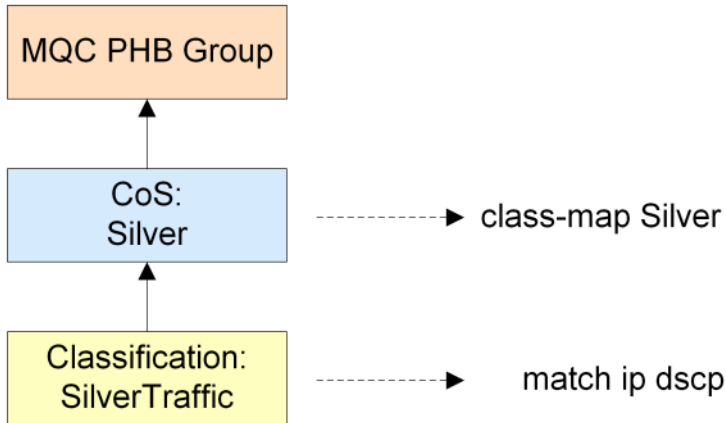 MQC PHB Group
CoS:
Silver
class-map Silver
Classification:
SilverTraffic
match ip dscp